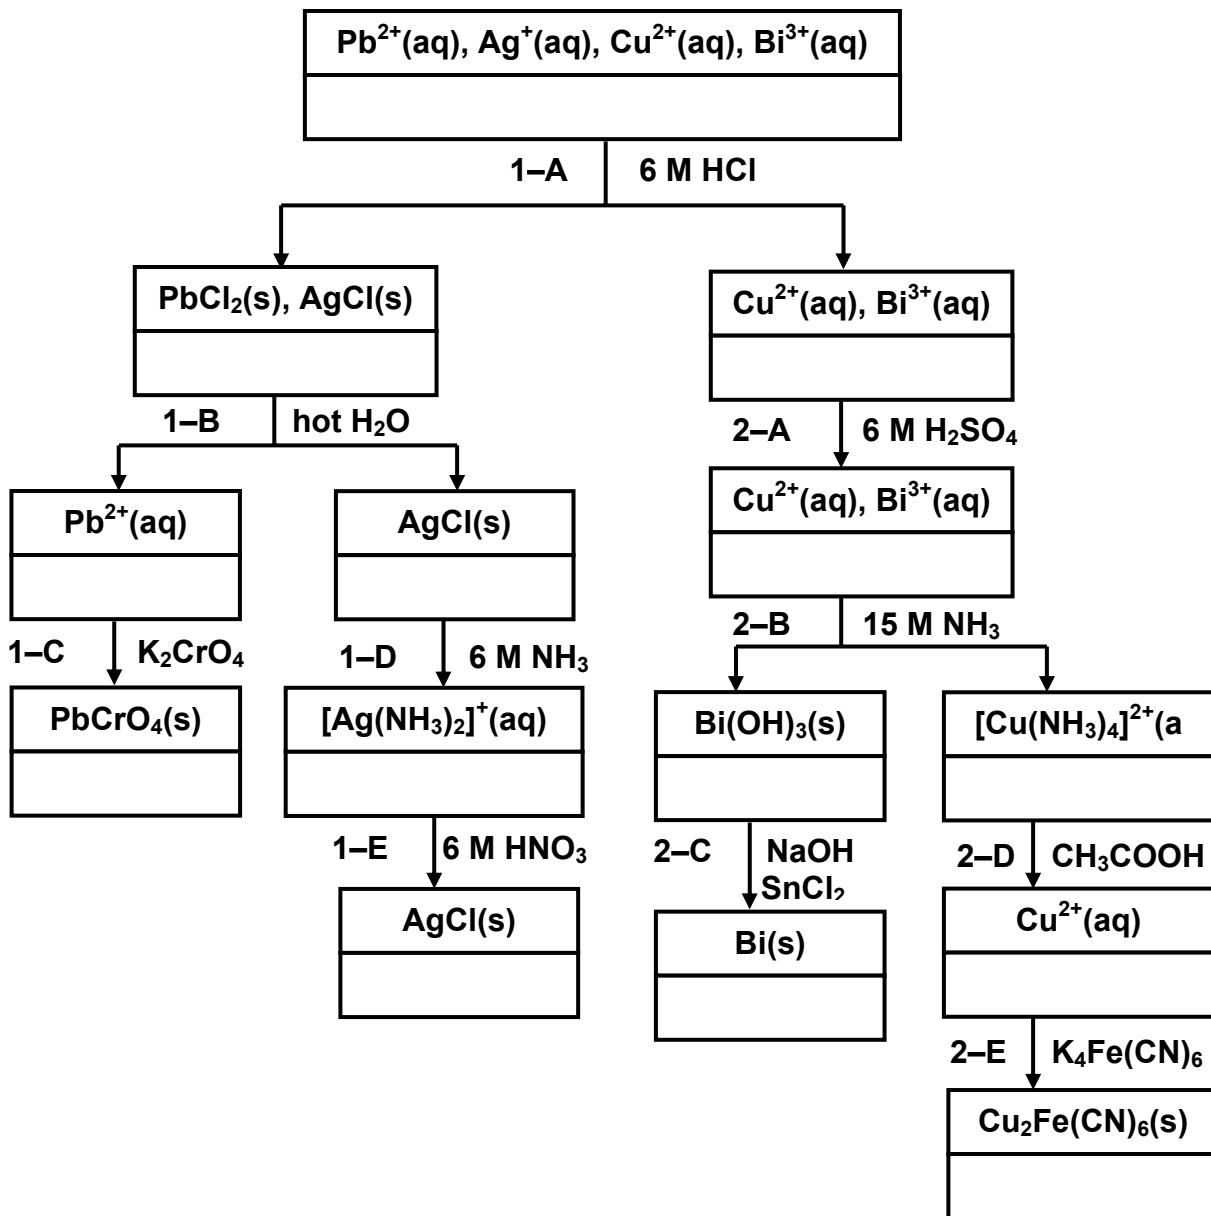 Pb²⁺(aq), Ag⁺(aq), Cu²⁺(aq), Bi³⁺(aq)
1–A 6 M HCl
PbCl₂(s), AgCl(s)
Cu²⁺(aq), Bi³⁺(aq)
1–B hot H₂O
2–A 6 M H₂SO₄
Pb²⁺(aq)
AgCl(s)
Cu²⁺(aq), Bi³⁺(aq)
1–C K₂CrO₄
1–D 6 M NH₃
2–B 15 M NH₃
PbCrO₄(s)
[Ag(NH₃)₂]⁺(aq)
Bi(OH)₃(s)
[Cu(NH₃)₄]²⁺(a
1–E 6 M HNO₃
2–C NaOH
SnCl₂
2–D CH₃COOH
AgCl(s)
Bi(s)
Cu²⁺(aq)
2–E K₄Fe(CN)₆
Cu₂Fe(CN)₆(s)